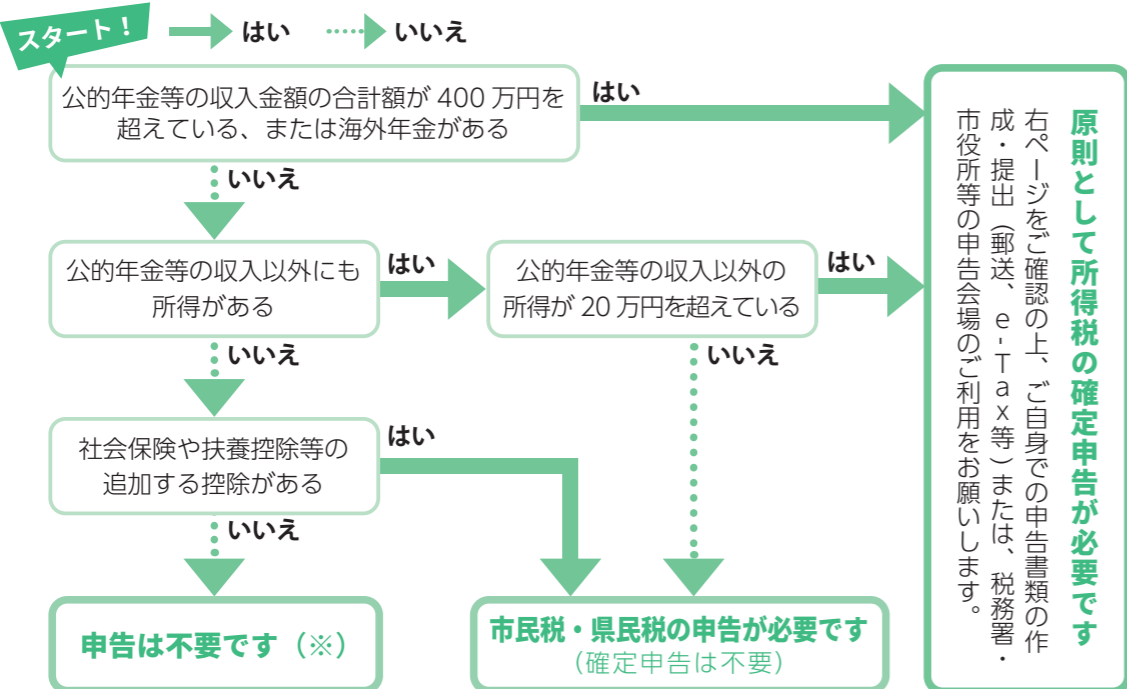 スタート！
はい
いいえ
公的年金等の収入金額の合計額が 400 万円を
超えている、または海外年金がある
はい
いいえ
公的年金等の収入以外にも
所得がある
はい
公的年金等の収入以外の
所得が 20 万円を超えている
はい
いいえ
いいえ
社会保険や扶養控除等の
追加する控除がある
はい
いいえ
申告は不要です（※）
市民税・県民税の申告が必要です
（確定申告は不要）
原則として所得税の確定申告が必要です
右ページをご確認の上、ご自身での申告書類の作
成・提出（郵送、e-Tax等）または、税務署・
市役所等の申告会場のご利用をお願いします。